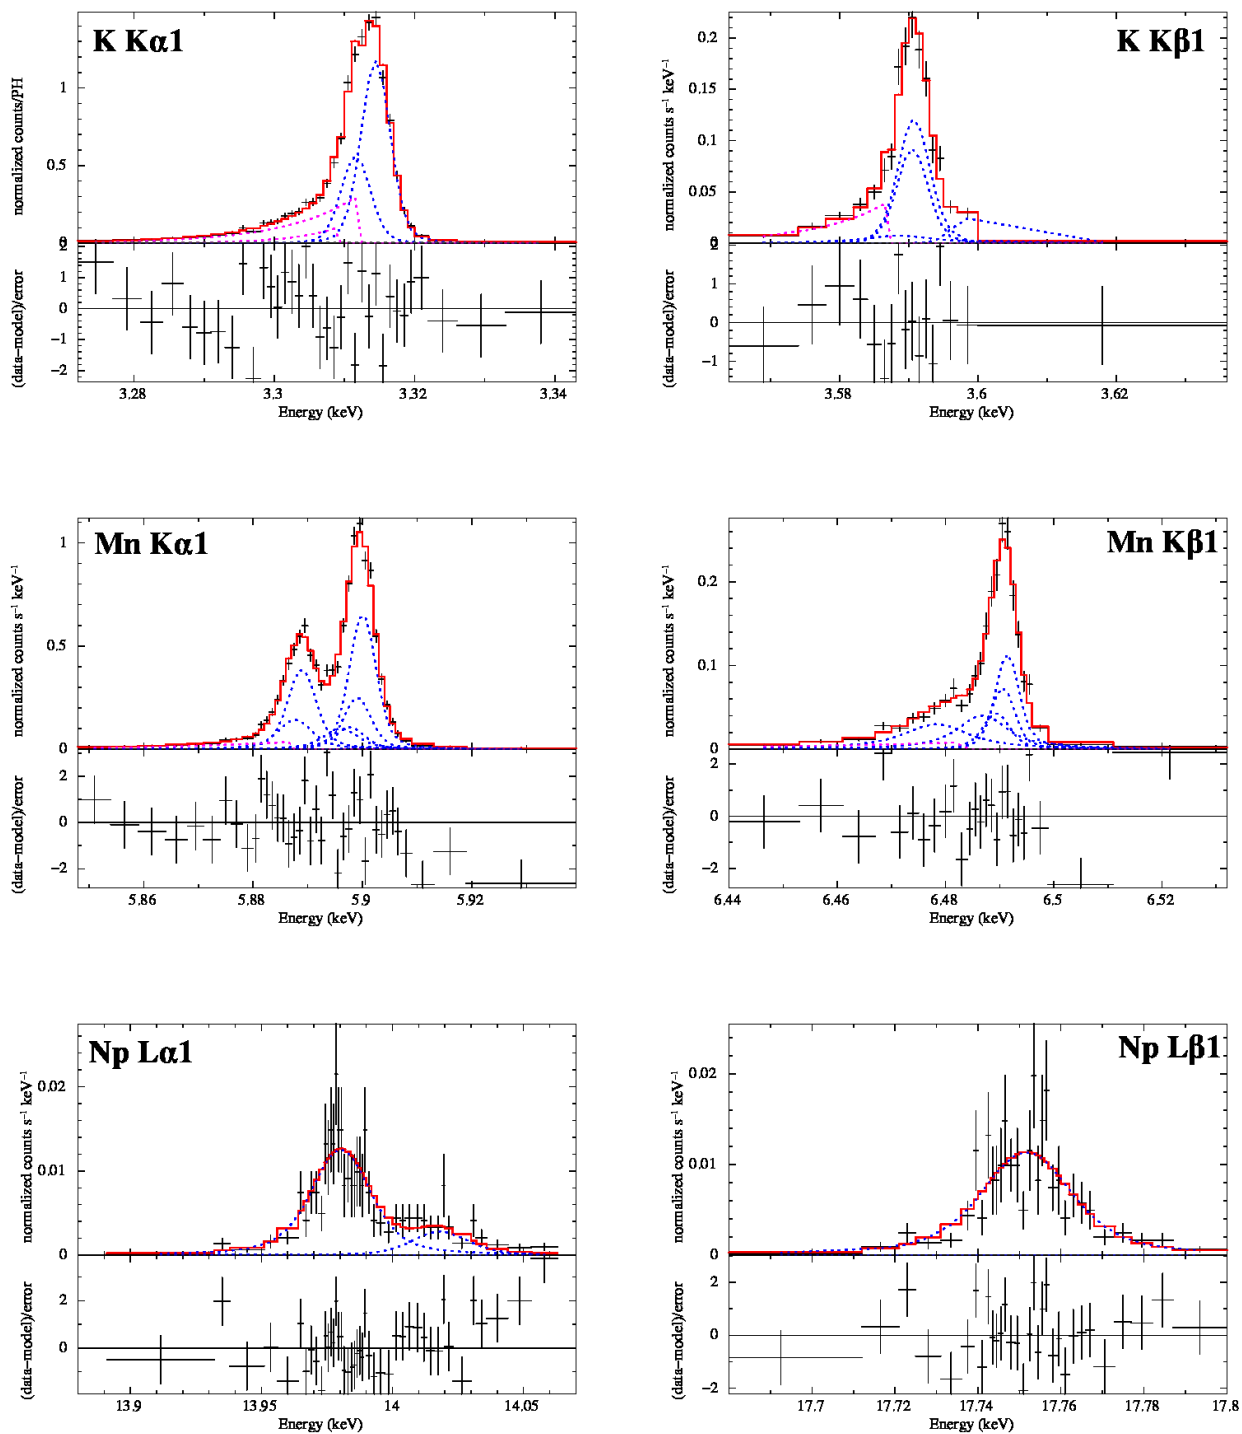 K Kα1
normalized counts/PH
1
0.5
0
(data−model)/error
2
1
0
−1
−2
3.28 3.3 3.32 3.34
Energy (keV)
K Kβ1
normalized counts s⁻¹ keV⁻¹
0.2
0.15
0.1
0.05
0
(data−model)/error
2
1
0
−1
3.58 3.6 3.62
Energy (keV)
Mn Kα1
normalized counts s⁻¹ keV⁻¹
1
0.5
0
(data−model)/error
2
0
−2
5.86 5.88 5.9 5.92
Energy (keV)
Mn Kβ1
normalized counts s⁻¹ keV⁻¹
0.2
0.1
0
(data−model)/error
2
0
−2
6.44 6.46 6.48 6.5 6.52
Energy (keV)
Np Lα1
normalized counts s⁻¹ keV⁻¹
0.02
0.01
0
(data−model)/error
2
0
−2
13.9 13.95 14 14.05
Energy (keV)
Np Lβ1
normalized counts s⁻¹ keV⁻¹
0.02
0.01
0
(data−model)/error
2
0
−2
17.7 17.72 17.74 17.76 17.78 17.8
Energy (keV)